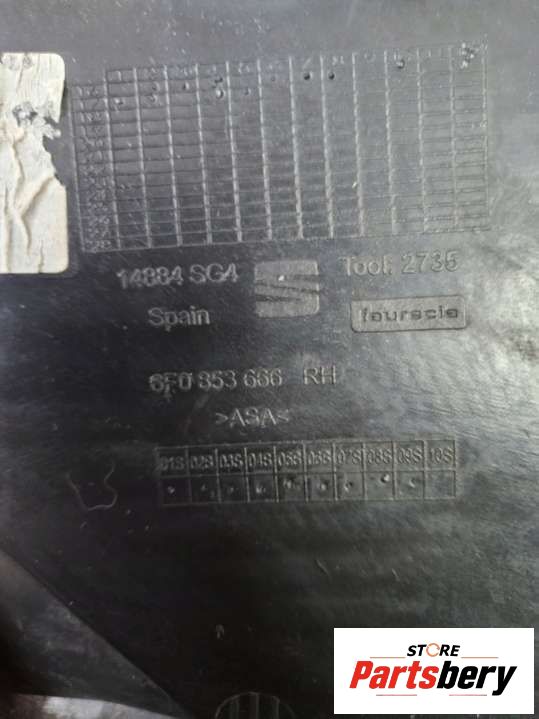 14884 SG4
Tool: 2735
Spain
faurecia
6F0 853 666 RH
>ASA<
01S 02S 03S 04S 05S 06S 07S 08S 09S 10S
STORE
Partsbery